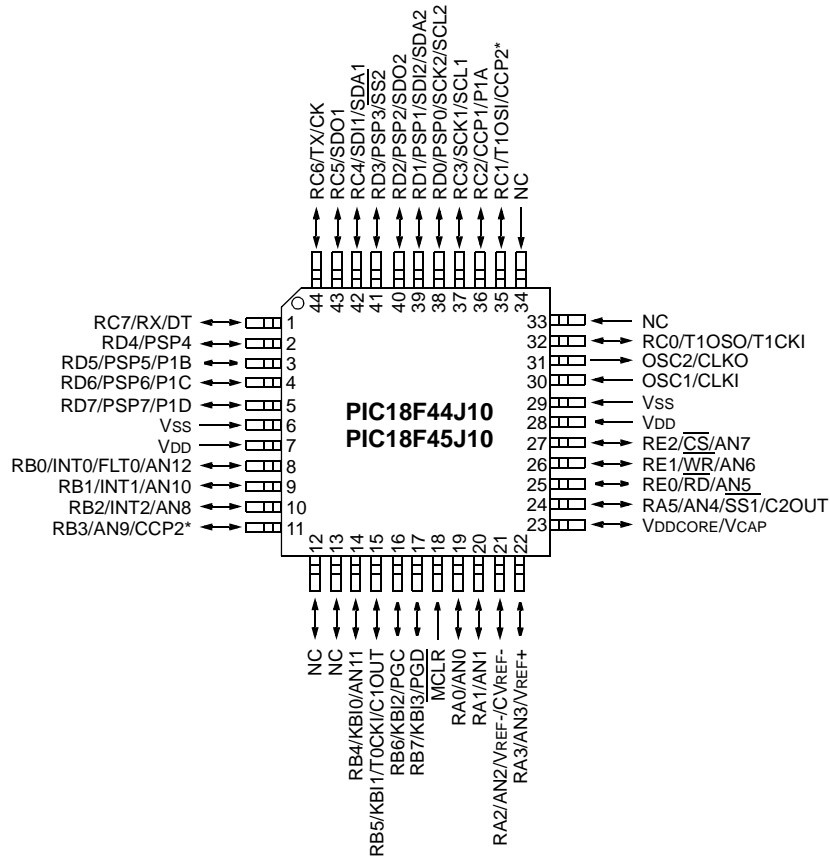 RC6/TX/CK
RC5/SDO1
RC4/SDI1/SDA1
RD3/PSP3/SS2
RD2/PSP2/SDO2
RD1/PSP1/SDI2/SDA2
RD0/PSP0/SCK2/SCL2
RC3/SCK1/SCL1
RC2/CCP1/P1A
RC1/T1OSI/CCP2*
NC
44
43
42
41
40
39
38
37
36
35
34
RC7/RX/DT 1
RD4/PSP4 2
RD5/PSP5/P1B 3
RD6/PSP6/P1C 4
RD7/PSP7/P1D 5
VSS 6
VDD 7
RB0/INT0/FLT0/AN12 8
RB1/INT1/AN10 9
RB2/INT2/AN8 10
RB3/AN9/CCP2* 11
PIC18F44J10
PIC18F45J10
33 NC
32 RC0/T1OSO/T1CKI
31 OSC2/CLKO
30 OSC1/CLKI
29 VSS
28 VDD
27 RE2/CS/AN7
26 RE1/WR/AN6
25 RE0/RD/AN5
24 RA5/AN4/SS1/C2OUT
23 VDDCORE/VCAP
12
13
14
15
16
17
18
19
20
21
22
NC
NC
RB4/KBI0/AN11
RB5/KBI1/T0CKI/C1OUT
RB6/KBI2/PGC
RB7/KBI3/PGD
MCLR
RA0/AN0
RA1/AN1
RA2/AN2/VREF-/CVREF-
RA3/AN3/VREF+